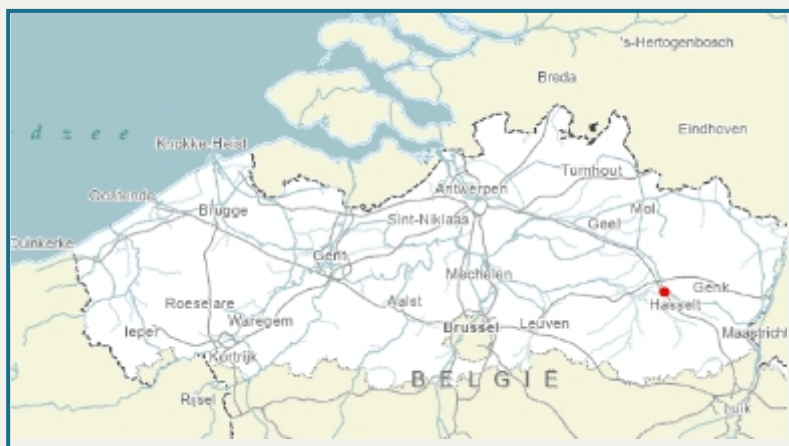 's-Hertogenbosch
Breda
d z e e
Eindhoven
Knokke-Heist
Turnhout
Oostende
Antwerpen
Mol
Brugge
Sint-Niklaas
Geel
Duinkerke
Gent
Mechelen
Genk
Roeselare
Aalst
Hasselt
Ieper
Waregem
Brussel
Leuven
Maastricht
Kortrijk
BELGIË
Rijsel
Luik